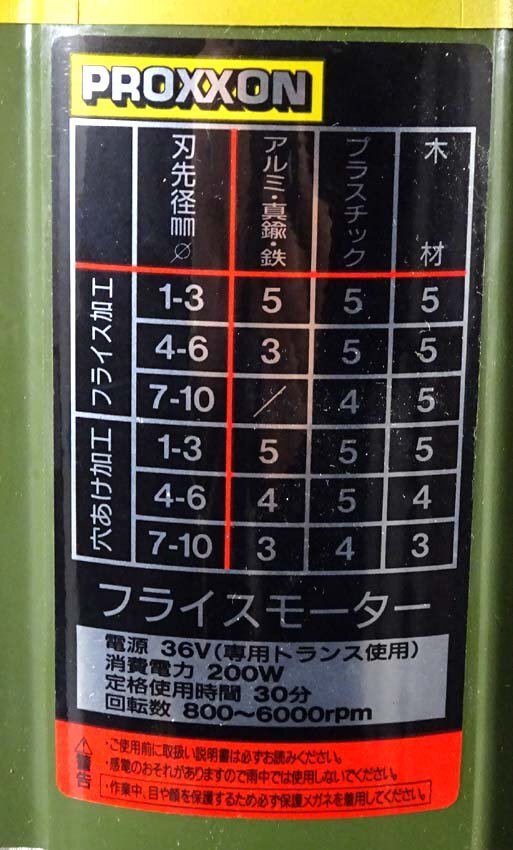 PROXXON
刃先径mm ⌀ アルミ・真鍮・鉄 プラスチック 木材
フライス加工
1-3 5 5 5
4-6 3 5 5
7-10 / 4 5
穴あけ加工
1-3 5 5 5
4-6 4 5 4
7-10 3 4 3
フライスモーター
電源 36V(専用トランス使用)
消費電力 200W
定格使用時間 30分
回転数 800〜6000rpm
警告
・ご使用前に取扱い説明書は必ずお読みください。
・感電のおそれがありますので雨中では使用しないでください。
・作業中、目や顔を保護するため必ず保護メガネを着用してください。